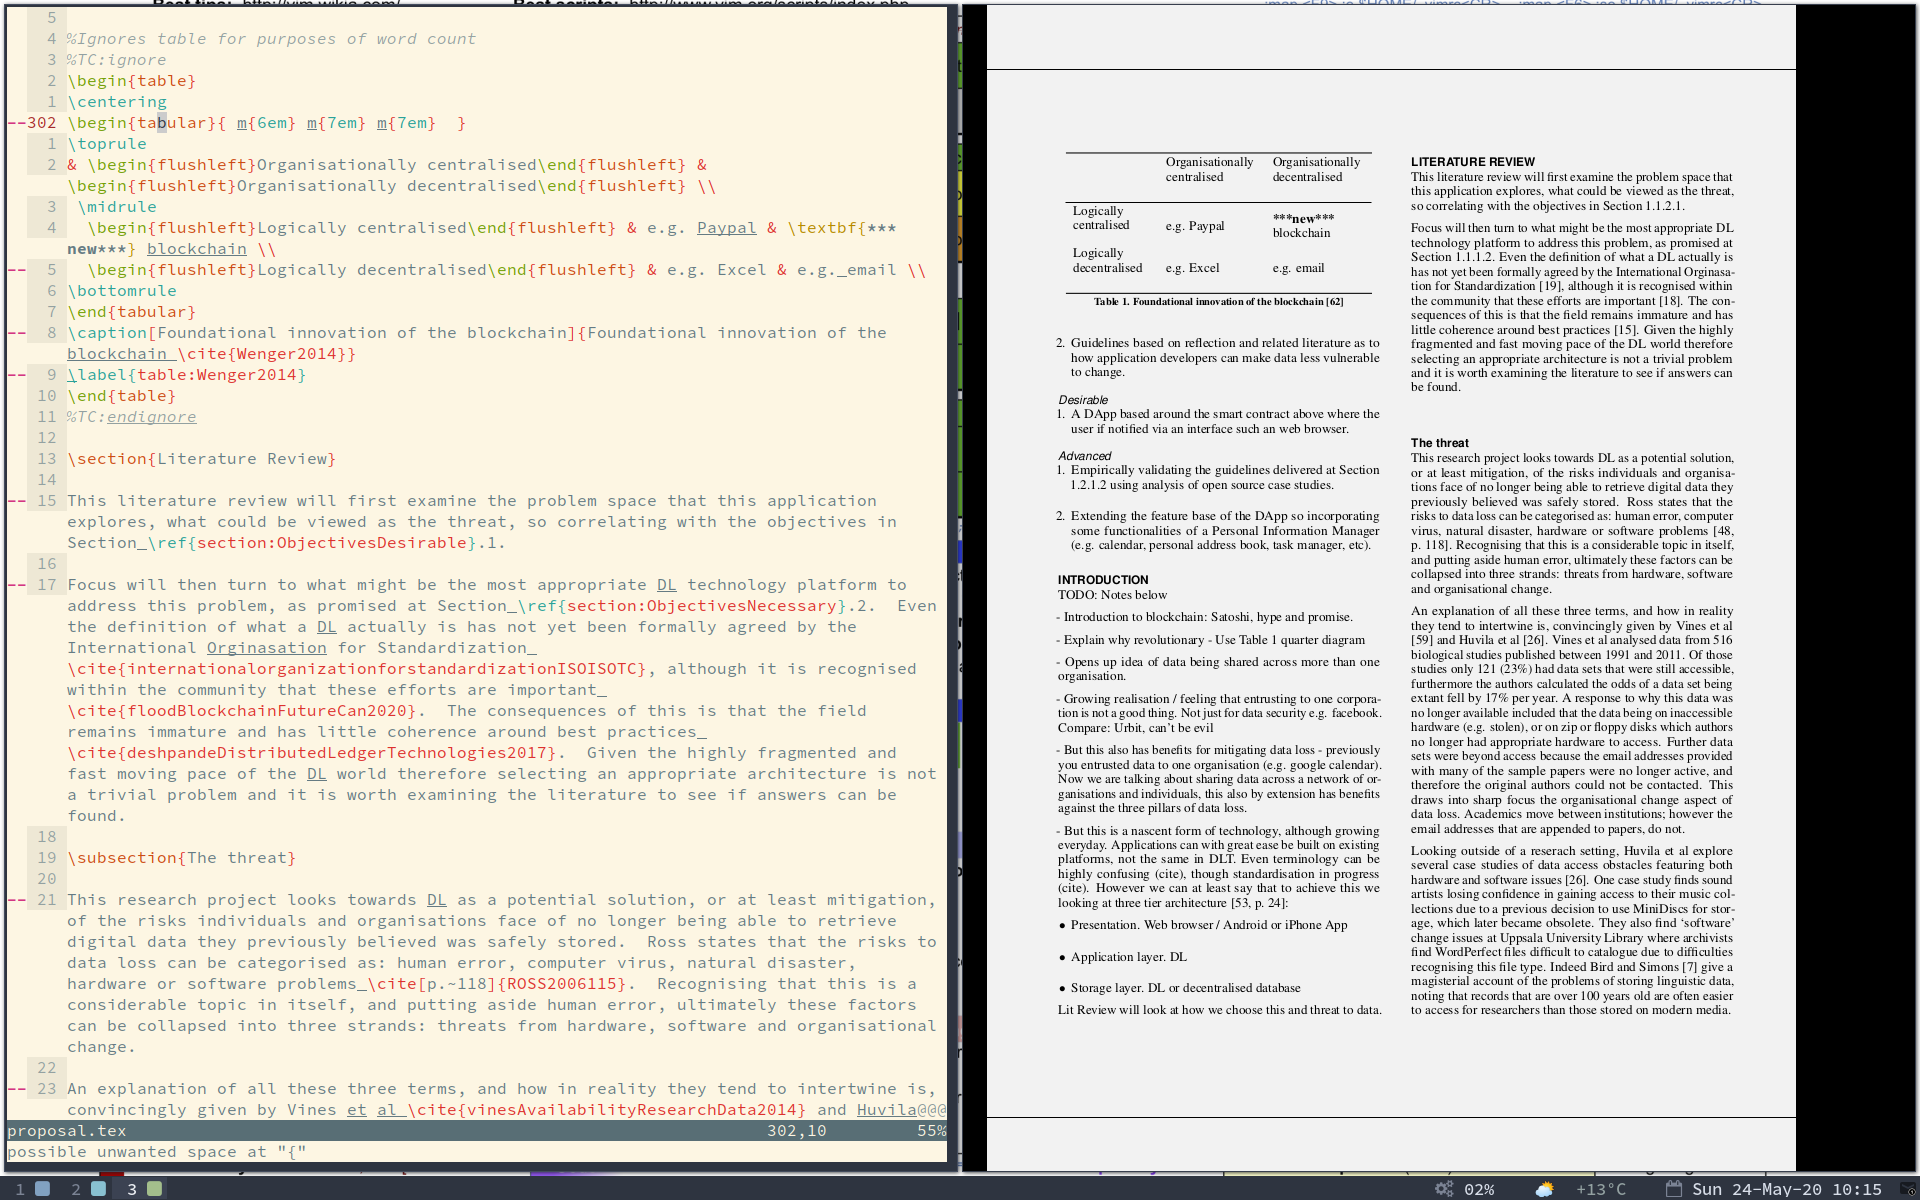 5
4 %Ignores table for purposes of word count
3 %TC:ignore
2 \begin{table}
1 \centering
--302 \begin{tabular}{ m{6em} m{7em} m{7em}  }
1 \toprule
2 & \begin{flushleft}Organisationally centralised\end{flushleft} &
\begin{flushleft}Organisationally decentralised\end{flushleft} \\
3  \midrule
4   \begin{flushleft}Logically centralised\end{flushleft} & e.g. Paypal & \textbf{***
new***} blockchain \\
-- 5   \begin{flushleft}Logically decentralised\end{flushleft} & e.g. Excel & e.g._email \\
6 \bottomrule
7 \end{tabular}
-- 8 \caption[Foundational innovation of the blockchain]{Foundational innovation of the
blockchain_\cite{Wenger2014}}
-- 9 \label{table:Wenger2014}
10 \end{table}
11 %TC:endignore
12
13 \section{Literature Review}
14
-- 15 This literature review will first examine the problem space that this application
explores, what could be viewed as the threat, so correlating with the objectives in
Section_\ref{section:ObjectivesDesirable}.1.
16
-- 17 Focus will then turn to what might be the most appropriate DL technology platform to
address this problem, as promised at Section_\ref{section:ObjectivesNecessary}.2.  Even
the definition of what a DL actually is has not yet been formally agreed by the
International Orginasation for Standardization_
\cite{internationalorganizationforstandardizationISOISOTC}, although it is recognised
within the community that these efforts are important_
\cite{floodBlockchainFutureCan2020}.  The consequences of this is that the field
remains immature and has little coherence around best practices_
\cite{deshpandeDistributedLedgerTechnologies2017}.  Given the highly fragmented and
fast moving pace of the DL world therefore selecting an appropriate architecture is not
a trivial problem and it is worth examining the literature to see if answers can be
found.
18
19 \subsection{The threat}
20
-- 21 This research project looks towards DL as a potential solution, or at least mitigation,
of the risks individuals and organisations face of no longer being able to retrieve
digital data they previously believed was safely stored.  Ross states that the risks to
data loss can be categorised as: human error, computer virus, natural disaster,
hardware or software problems_\cite[p.~118]{ROSS2006115}.  Recognising that this is a
considerable topic in itself, and putting aside human error, ultimately these factors
can be collapsed into three strands: threats from hardware, software and organisational
change.
22
-- 23 An explanation of all these three terms, and how in reality they tend to intertwine is,
convincingly given by Vines et al_\cite{vinesAvailabilityResearchData2014} and Huvila@@@
proposal.tex 302,10 55%
possible unwanted space at "{"
Organisationally centralised
Organisationally decentralised
Logically centralised
e.g. Paypal
***new*** blockchain
Logically decentralised
e.g. Excel
e.g. email
Table 1. Foundational innovation of the blockchain [62]
2. Guidelines based on reflection and related literature as to
how application developers can make data less vulnerable
to change.
Desirable
1. A DApp based around the smart contract above where the
user if notified via an interface such an web browser.
Advanced
1. Empirically validating the guidelines delivered at Section
1.2.1.2 using analysis of open source case studies.
2. Extending the feature base of the DApp so incorporating
some functionalities of a Personal Information Manager
(e.g. calendar, personal address book, task manager, etc).
INTRODUCTION
TODO: Notes below
- Introduction to blockchain: Satoshi, hype and promise.
- Explain why revolutionary - Use Table 1 quarter diagram
- Opens up idea of data being shared across more than one
organisation.
- Growing realisation / feeling that entrusting to one corpora-
tion is not a good thing. Not just for data security e.g. facebook.
Compare: Urbit, can't be evil
- But this also has benefits for mitigating data loss - previously
you entrusted data to one organisation (e.g. google calendar).
Now we are talking about sharing data across a network of or-
ganisations and individuals, this also by extension has benefits
against the three pillars of data loss.
- But this is a nascent form of technology, although growing
everyday. Applications can with great ease be built on existing
platforms, not the same in DLT. Even terminology can be
highly confusing (cite), though standardisation in progress
(cite). However we can at least say that to achieve this we
looking at three tier architecture [53, p. 24]:
• Presentation. Web browser / Android or iPhone App
• Application layer. DL
• Storage layer. DL or decentralised database
Lit Review will look at how we choose this and threat to data.
LITERATURE REVIEW
This literature review will first examine the problem space that
this application explores, what could be viewed as the threat,
so correlating with the objectives in Section 1.1.2.1.
Focus will then turn to what might be the most appropriate DL
technology platform to address this problem, as promised at
Section 1.1.1.2. Even the definition of what a DL actually is
has not yet been formally agreed by the International Orginasa-
tion for Standardization [19], although it is recognised within
the community that these efforts are important [18]. The con-
sequences of this is that the field remains immature and has
little coherence around best practices [15]. Given the highly
fragmented and fast moving pace of the DL world therefore
selecting an appropriate architecture is not a trivial problem
and it is worth examining the literature to see if answers can
be found.
The threat
This research project looks towards DL as a potential solution,
or at least mitigation, of the risks individuals and organisa-
tions face of no longer being able to retrieve digital data they
previously believed was safely stored. Ross states that the
risks to data loss can be categorised as: human error, computer
virus, natural disaster, hardware or software problems [48,
p. 118]. Recognising that this is a considerable topic in itself,
and putting aside human error, ultimately these factors can be
collapsed into three strands: threats from hardware, software
and organisational change.
An explanation of all these three terms, and how in reality
they tend to intertwine is, convincingly given by Vines et al
[59] and Huvila et al [26]. Vines et al analysed data from 516
biological studies published between 1991 and 2011. Of those
studies only 121 (23%) had data sets that were still accessible,
furthermore the authors calculated the odds of a data set being
extant fell by 17% per year. A response to why this data was
no longer available included that the data being on inaccessible
hardware (e.g. stolen), or on zip or floppy disks which authors
no longer had appropriate hardware to access. Further data
sets were beyond access because the email addresses provided
with many of the sample papers were no longer active, and
therefore the original authors could not be contacted. This
draws into sharp focus the organisational change aspect of
data loss. Academics move between institutions; however the
email addresses that are appended to papers, do not.
Looking outside of a reserach setting, Huvila et al explore
several case studies of data access obstacles featuring both
hardware and software issues [26]. One case study finds sound
artists losing confidence in gaining access to their music col-
lections due to a previous decision to use MiniDiscs for stor-
age, which later became obsolete. They also find 'software'
change issues at Uppsala University Library where archivists
find WordPerfect files difficult to catalogue due to difficulties
recognising this file type. Indeed Bird and Simons [7] give a
magisterial account of the problems of storing linguistic data,
noting that records that are over 100 years old are often easier
to access for researchers than those stored on modern media.
1 2 3 02% +13°C Sun 24-May-20 10:15